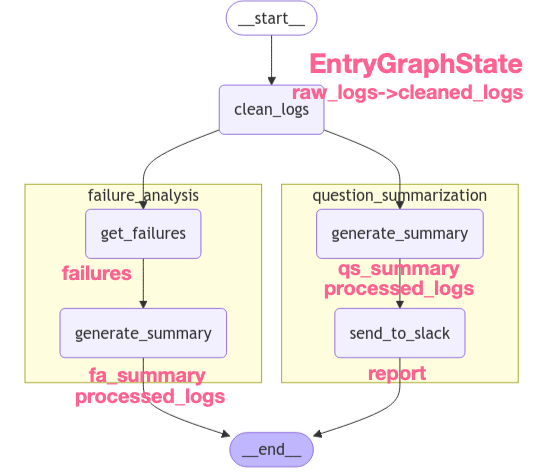 __start__
EntryGraphState
raw_logs->cleaned_logs
clean_logs
failure_analysis
question_summarization
get_failures
generate_summary
failures
qs_summary
processed_logs
generate_summary
send_to_slack
fa_summary
processed_logs
report
__end__